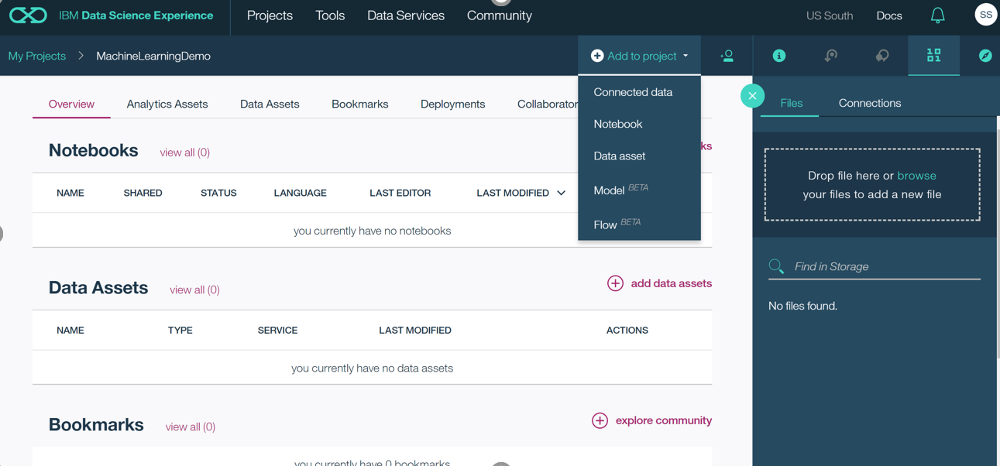 IBM Data Science Experience
Projects
Tools
Data Services
Community
US South
Docs
SS
My Projects
MachineLearningDemo
Add to project
Connected data
Notebook
Data asset
Model BETA
Flow BETA
Overview
Analytics Assets
Data Assets
Bookmarks
Deployments
Collaborator
Notebooks
view all (0)
ks
NAME
SHARED
STATUS
LANGUAGE
LAST EDITOR
LAST MODIFIED
you currently have no notebooks
Data Assets
view all (0)
add data assets
NAME
TYPE
SERVICE
LAST MODIFIED
ACTIONS
you currently have no data assets
Bookmarks
view all (0)
explore community
you currently have 0 bookmarks
Files
Connections
Drop file here or browse
your files to add a new file
Find in Storage
No files found.